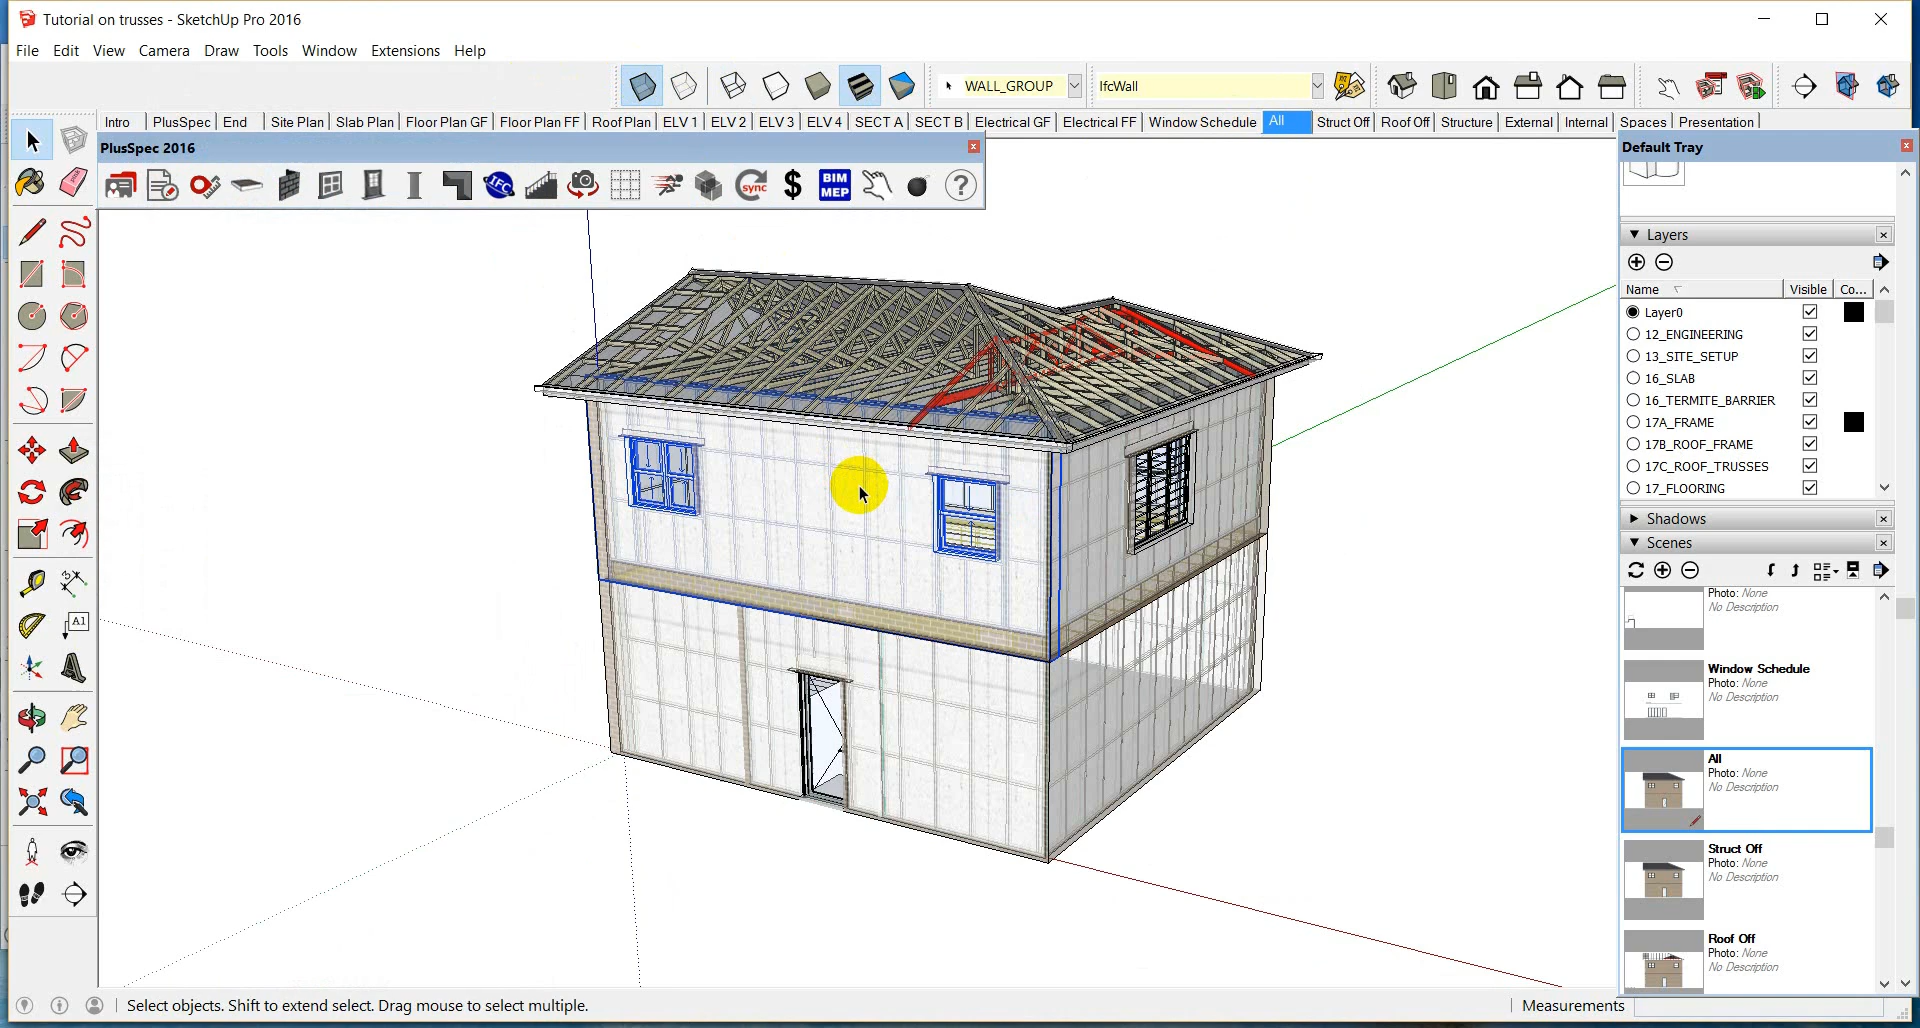 Tutorial on trusses - SketchUp Pro 2016
File Edit View Camera Draw Tools Window Extensions Help
WALL_GROUP IfcWall
Intro PlusSpec End Site Plan Slab Plan Floor Plan GF Floor Plan FF Roof Plan ELV 1 ELV 2 ELV 3 ELV 4 SECT A SECT B Electrical GF Electrical FF Window Schedule All Struct Off Roof Off Structure External Internal Spaces Presentation
PlusSpec 2016
IFC sync $ BIM MEP ?
Default Tray
Layers
Name Visible Co...
Layer0
12_ENGINEERING
13_SITE_SETUP
16_SLAB
16_TERMITE_BARRIER
17A_FRAME
17B_ROOF_FRAME
17C_ROOF_TRUSSES
17_FLOORING
Shadows
Scenes
Photo: None
No Description
Window Schedule
Photo: None
No Description
All
Photo: None
No Description
Struct Off
Photo: None
No Description
Roof Off
Photo: None
No Description
A1
Select objects. Shift to extend select. Drag mouse to select multiple.
Measurements